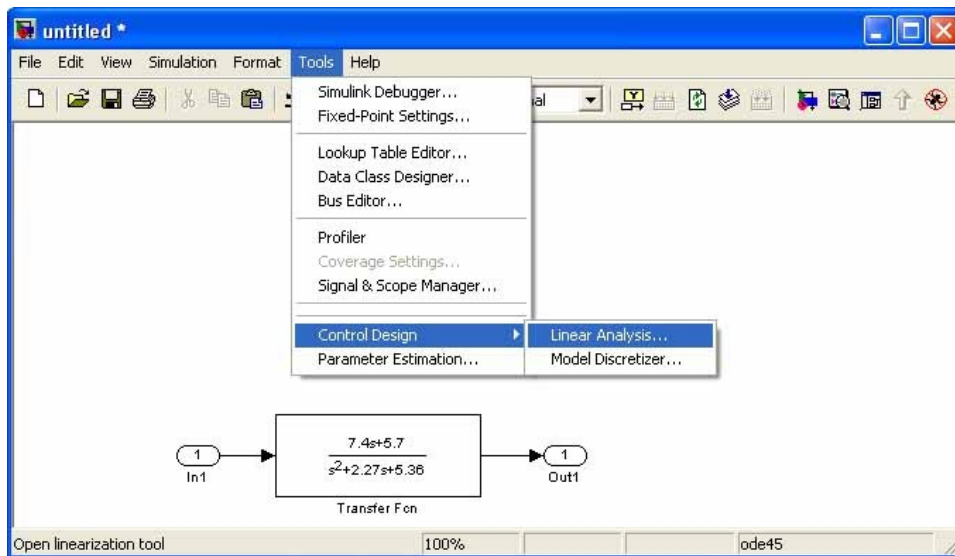 untitled *
File Edit View Simulation Format Tools Help
Simulink Debugger...
Fixed-Point Settings...
Lookup Table Editor...
Data Class Designer...
Bus Editor...
Profiler
Coverage Settings...
Signal & Scope Manager...
Control Design
Linear Analysis...
Parameter Estimation...
Model Discretizer...
1
In1
7.4s+5.7
s²+2.27s+5.36
Transfer Fcn
1
Out1
Open linearization tool 100% ode45